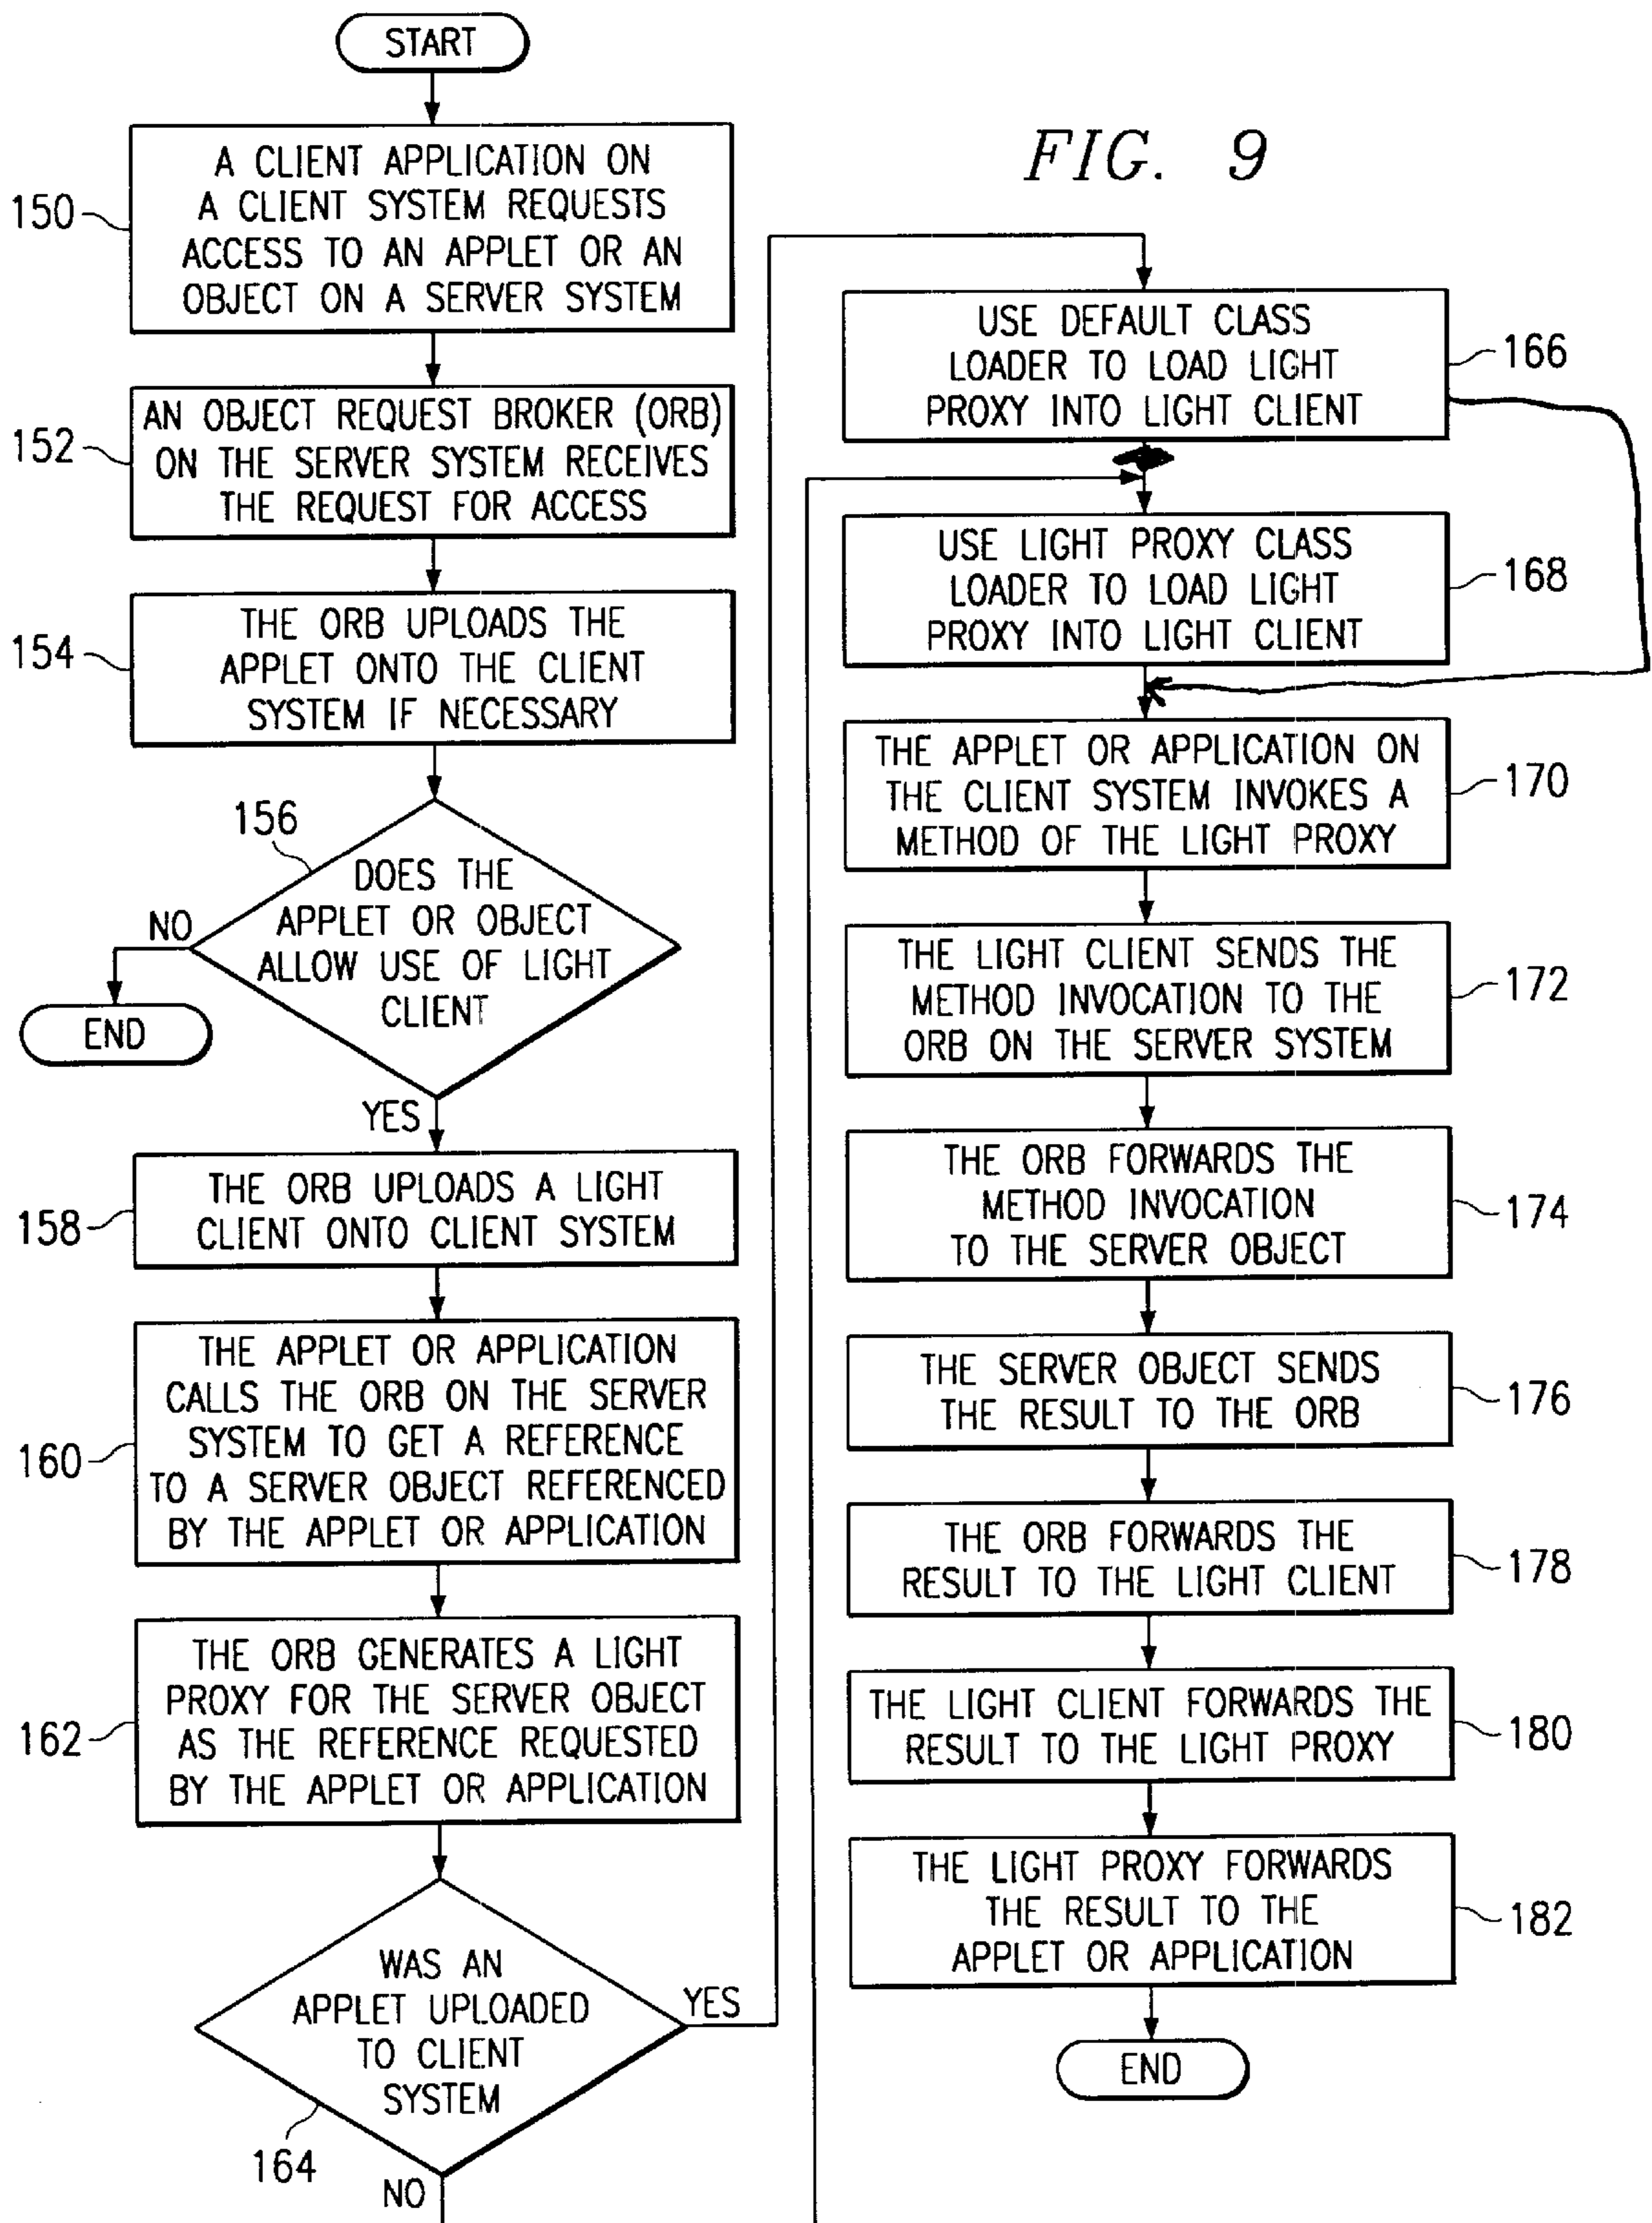 START
FIG. 9
150
A CLIENT APPLICATION ON
A CLIENT SYSTEM REQUESTS
ACCESS TO AN APPLET OR AN
OBJECT ON A SERVER SYSTEM
152
AN OBJECT REQUEST BROKER (ORB)
ON THE SERVER SYSTEM RECEIVES
THE REQUEST FOR ACCESS
154
THE ORB UPLOADS THE
APPLET ONTO THE CLIENT
SYSTEM IF NECESSARY
156
DOES THE
APPLET OR OBJECT
ALLOW USE OF LIGHT
CLIENT
NO
END
YES
158
THE ORB UPLOADS A LIGHT
CLIENT ONTO CLIENT SYSTEM
160
THE APPLET OR APPLICATION
CALLS THE ORB ON THE SERVER
SYSTEM TO GET A REFERENCE
TO A SERVER OBJECT REFERENCED
BY THE APPLET OR APPLICATION
162
THE ORB GENERATES A LIGHT
PROXY FOR THE SERVER OBJECT
AS THE REFERENCE REQUESTED
BY THE APPLET OR APPLICATION
WAS AN
APPLET UPLOADED
TO CLIENT
SYSTEM
YES
164
NO
USE DEFAULT CLASS
LOADER TO LOAD LIGHT
PROXY INTO LIGHT CLIENT
166
USE LIGHT PROXY CLASS
LOADER TO LOAD LIGHT
PROXY INTO LIGHT CLIENT
168
THE APPLET OR APPLICATION ON
THE CLIENT SYSTEM INVOKES A
METHOD OF THE LIGHT PROXY
170
THE LIGHT CLIENT SENDS THE
METHOD INVOCATION TO THE
ORB ON THE SERVER SYSTEM
172
THE ORB FORWARDS THE
METHOD INVOCATION
TO THE SERVER OBJECT
174
THE SERVER OBJECT SENDS
THE RESULT TO THE ORB
176
THE ORB FORWARDS THE
RESULT TO THE LIGHT CLIENT
178
THE LIGHT CLIENT FORWARDS THE
RESULT TO THE LIGHT PROXY
180
THE LIGHT PROXY FORWARDS
THE RESULT TO THE
APPLET OR APPLICATION
182
END